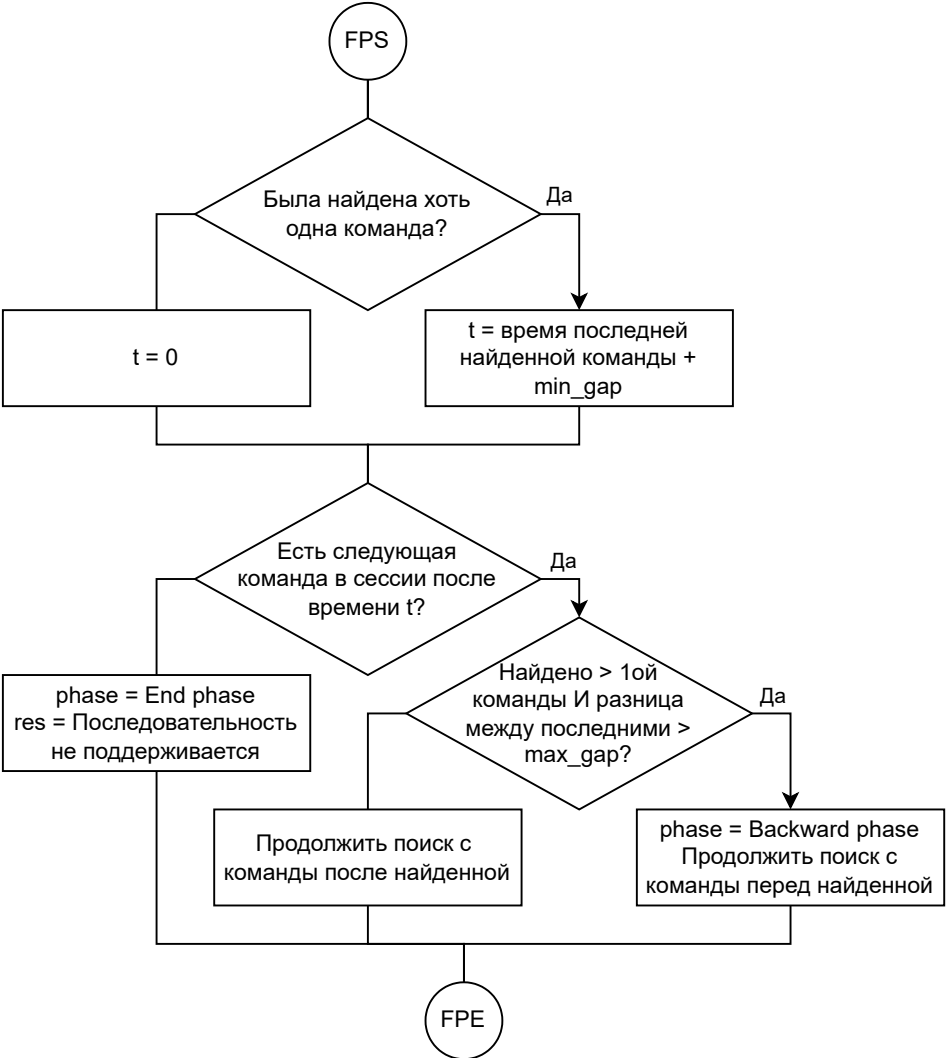 FPS
Была найдена хоть
одна команда?
Да
t = 0
t = время последней
найденной команды +
min_gap
Есть следующая
команда в сессии после
времени t?
Да
phase = End phase
res = Последовательность
не поддерживается
Найдено > 1ой
команды И разница
между последними >
max_gap?
Да
Продолжить поиск с
команды после найденной
phase = Backward phase
Продолжить поиск с
команды перед найденной
FPE